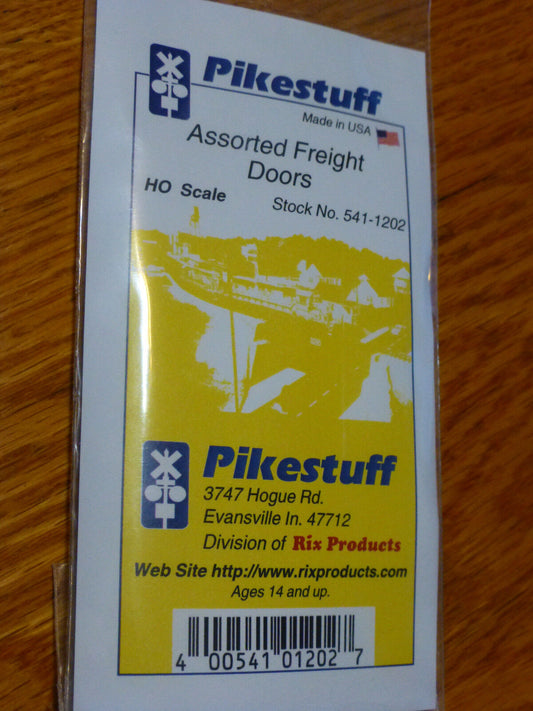 Pikestuff
Made in USA
Assorted Freight
Doors
HO Scale
Stock No. 541-1202
Pikestuff
3747 Hogue Rd.
Evansville In. 47712
Division of Rix Products
Web Site http://www.rixproducts.com
Ages 14 and up.
4 00541 01202 7